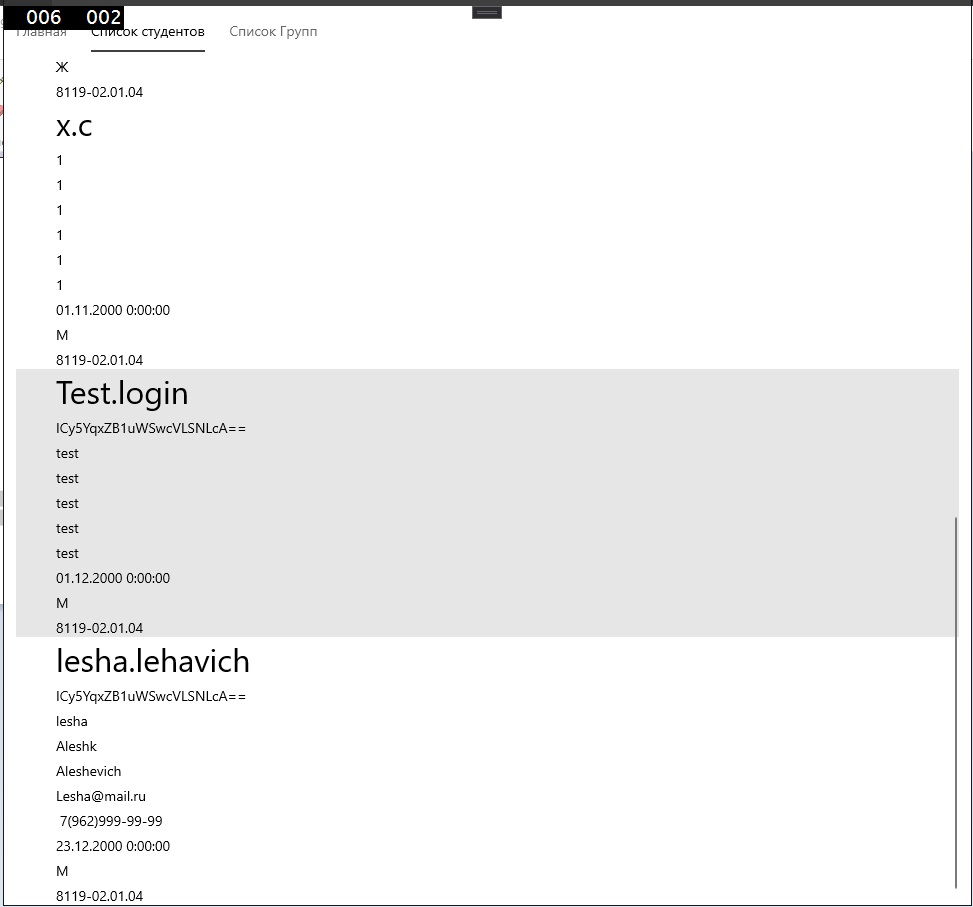 006 002
Главная Список студентов Список Групп
Ж
8119-02.01.04
X.C
1
1
1
1
1
1
01.11.2000 0:00:00
М
8119-02.01.04
Test.login
ICy5YqxZB1uWSwcVLSNLcA==
test
test
test
test
test
01.12.2000 0:00:00
М
8119-02.01.04
lesha.lehavich
ICy5YqxZB1uWSwcVLSNLcA==
lesha
Aleshk
Aleshevich
Lesha@mail.ru
7(962)999-99-99
23.12.2000 0:00:00
М
8119-02.01.04